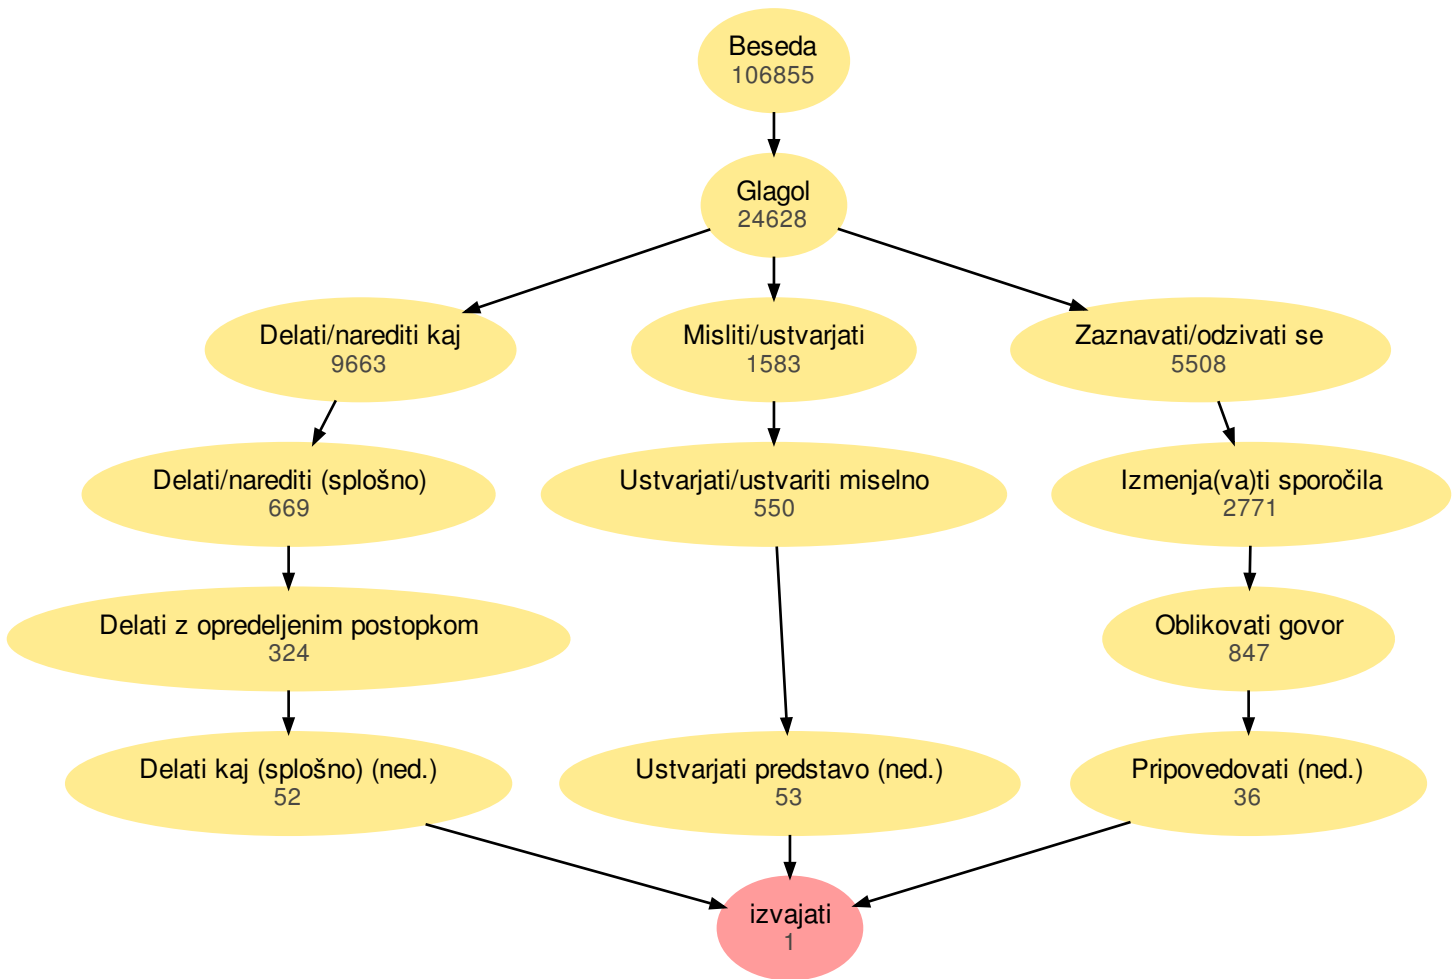 Beseda
106855
Glagol
24628
Delati/narediti kaj
9663
Misliti/ustvarjati
1583
Zaznavati/odzivati se
5508
Delati/narediti (splošno)
669
Ustvarjati/ustvariti miselno
550
Izmenja(va)ti sporočila
2771
Delati z opredeljenim postopkom
324
Oblikovati govor
847
Delati kaj (splošno) (ned.)
52
Ustvarjati predstavo (ned.)
53
Pripovedovati (ned.)
36
izvajati
1